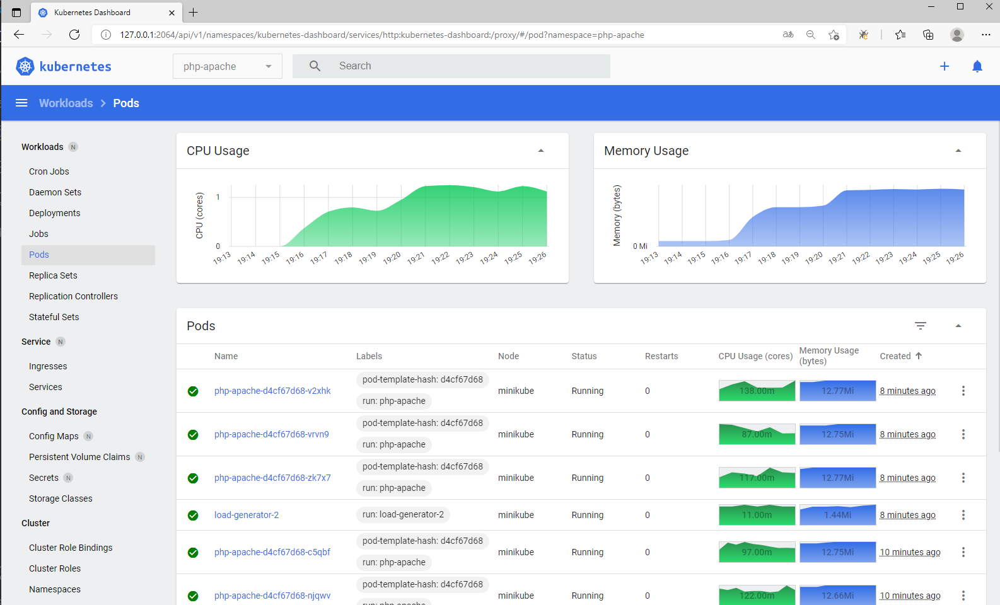 Kubernetes Dashboard
127.0.0.1:2064/api/v1/namespaces/kubernetes-dashboard/services/http:kubernetes-dashboard:/proxy/#/pod?namespace=php-apache
aあ
kubernetes
php-apache
Search
Workloads
Pods
Workloads N
Cron Jobs
Daemon Sets
Deployments
Jobs
Pods
Replica Sets
Replication Controllers
Stateful Sets
Service N
Ingresses
Services
Config and Storage
Config Maps N
Persistent Volume Claims N
Secrets N
Storage Classes
Cluster
Cluster Role Bindings
Cluster Roles
Namespaces
CPU Usage
CPU (cores)
1
0
19:13 19:14 19:15 19:16 19:17 19:18 19:19 19:20 19:21 19:22 19:23 19:24 19:25 19:26
Memory Usage
Memory (bytes)
0 Mi
19:13 19:14 19:15 19:16 19:17 19:18 19:19 19:20 19:21 19:22 19:23 19:24 19:25 19:26
Pods
Name Labels Node Status Restarts CPU Usage (cores) Memory Usage (bytes) Created
pod-template-hash: d4cf67d68
php-apache-d4cf67d68-v2xhk minikube Running 0 138.00m 12.77Mi 8 minutes ago
run: php-apache
pod-template-hash: d4cf67d68
php-apache-d4cf67d68-vrvn9 minikube Running 0 87.00m 12.75Mi 8 minutes ago
run: php-apache
pod-template-hash: d4cf67d68
php-apache-d4cf67d68-zk7x7 minikube Running 0 117.00m 12.77Mi 8 minutes ago
run: php-apache
load-generator-2 run: load-generator-2 minikube Running 0 11.00m 1.44Mi 8 minutes ago
pod-template-hash: d4cf67d68
php-apache-d4cf67d68-c5qbf minikube Running 0 97.00m 12.75Mi 10 minutes ago
run: php-apache
pod-template-hash: d4cf67d68
php-apache-d4cf67d68-njqwv minikube Running 0 122.00m 12.66Mi 10 minutes ago
run: php-apache